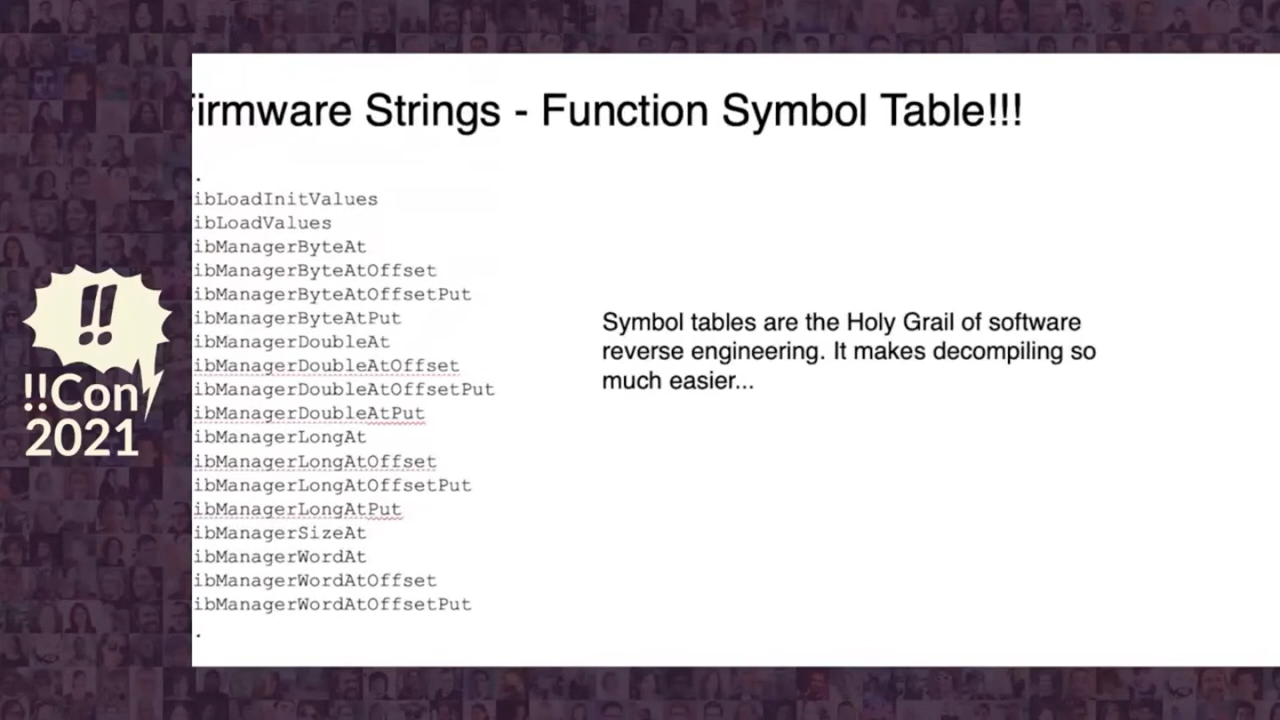 irmware Strings - Function Symbol Table!!!
.
ibLoadInitValues
ibLoadValues
ibManagerByteAt
ibManagerByteAtOffset
ibManagerByteAtOffsetPut
ibManagerByteAtPut
ibManagerDoubleAt
ibManagerDoubleAtOffset
ibManagerDoubleAtOffsetPut
ibManagerDoubleAtPut
ibManagerLongAt
ibManagerLongAtOffset
ibManagerLongAtOffsetPut
ibManagerLongAtPut
ibManagerSizeAt
ibManagerWordAt
ibManagerWordAtOffset
ibManagerWordAtOffsetPut
.
Symbol tables are the Holy Grail of software
reverse engineering. It makes decompiling so
much easier...
!!
!!Con
2021